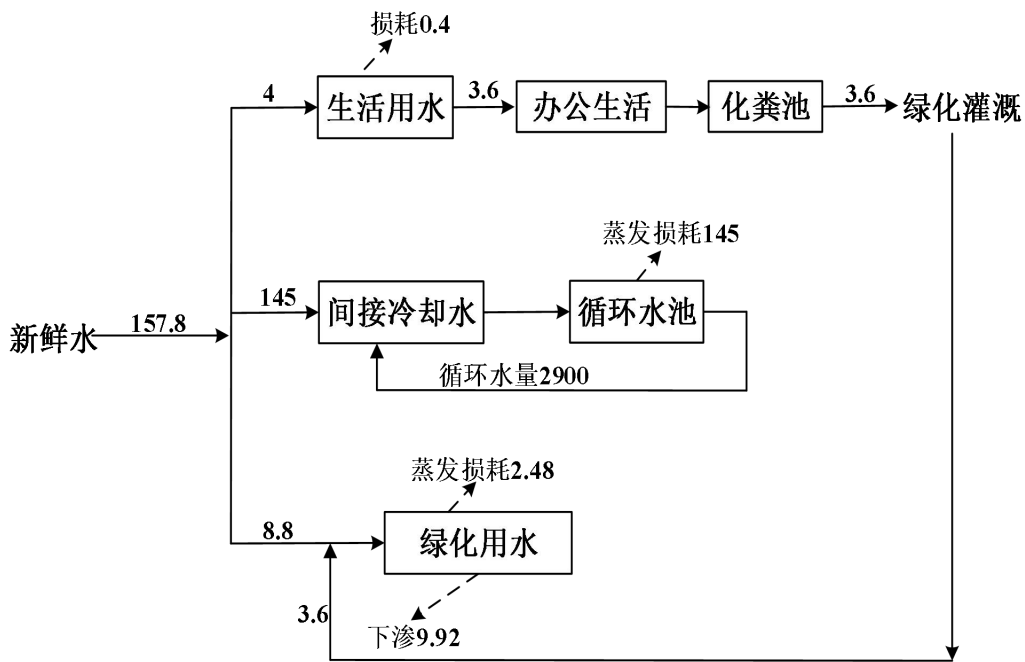 损耗0.4
4
生活用水
3.6
办公生活
化粪池
3.6
绿化灌溉
蒸发损耗145
新鲜水
157.8
145
间接冷却水
循环水池
循环水量2900
蒸发损耗2.48
8.8
绿化用水
3.6
下渗9.92